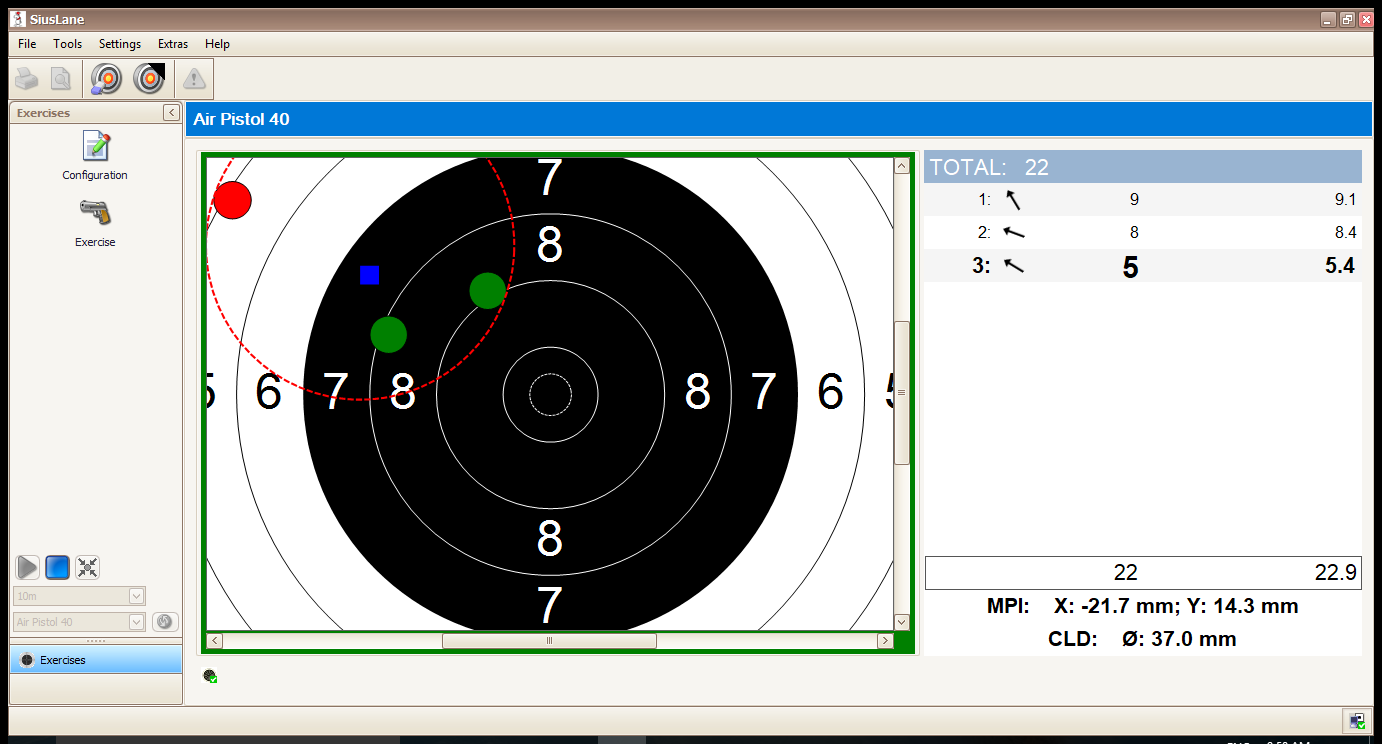 SiusLane
File Tools Settings Extras Help
Exercises
Configuration
Exercise
10m
Air Pistol 40
Exercises
Air Pistol 40
7
8
5 6 7 8 8 7 6 5
8
7
TOTAL: 22
1: 9 9.1
2: 8 8.4
3: 5 5.4
22 22.9
MPI: X: -21.7 mm; Y: 14.3 mm
CLD: Ø: 37.0 mm